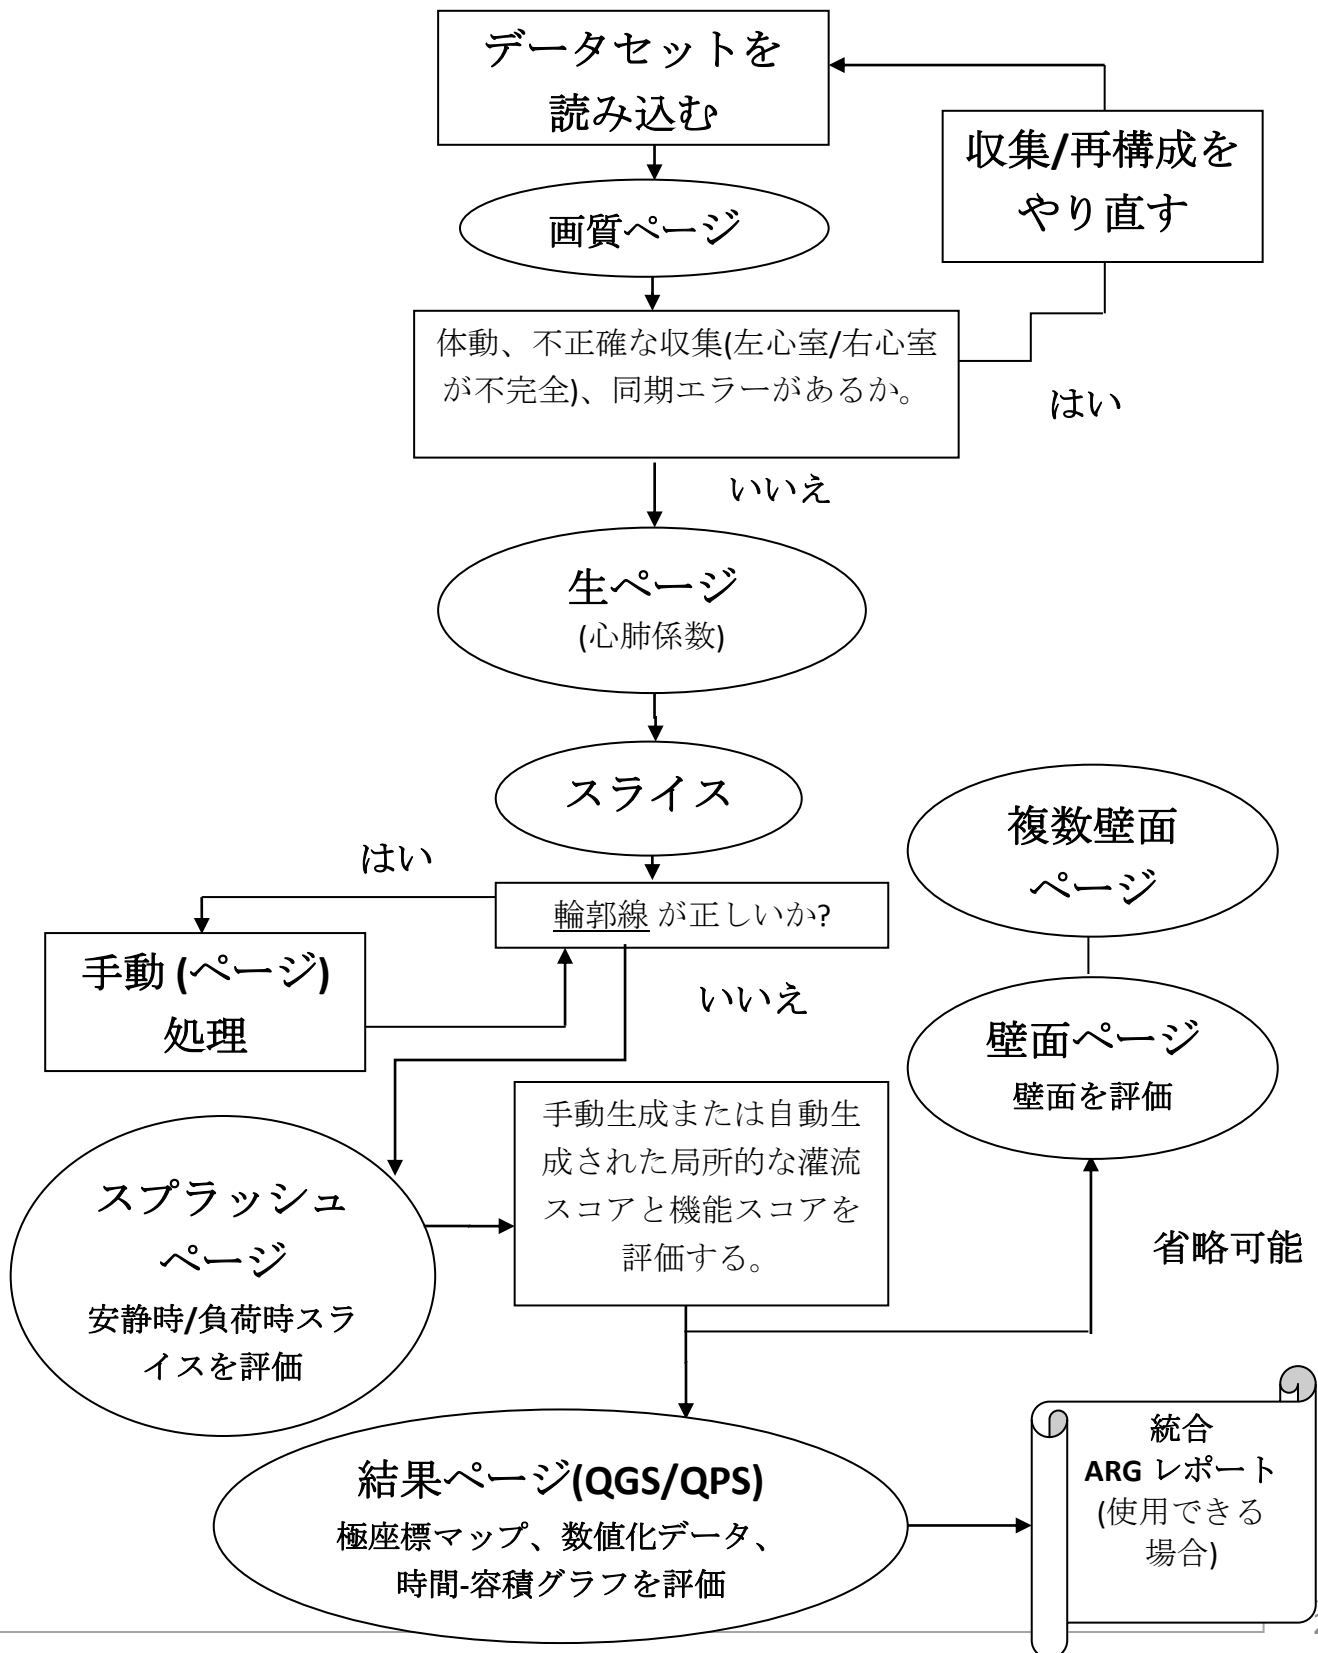 データセットを
読み込む
収集/再構成を
やり直す
画質ページ
体動、不正確な収集(左心室/右心室
が不完全)、同期エラーがあるか。
はい
いいえ
生ページ
(心肺係数)
スライス
複数壁面
ページ
はい
輪郭線 が正しいか?
手動 (ページ)
処理
いいえ
壁面ページ
壁面を評価
手動生成または自動生
成された局所的な灌流
スコアと機能スコアを
評価する。
スプラッシュ
ページ
安静時/負荷時スラ
イスを評価
省略可能
結果ページ(QGS/QPS)
極座標マップ、数値化データ、
時間-容積グラフを評価
統合
ARG レポート
(使用できる
場合)